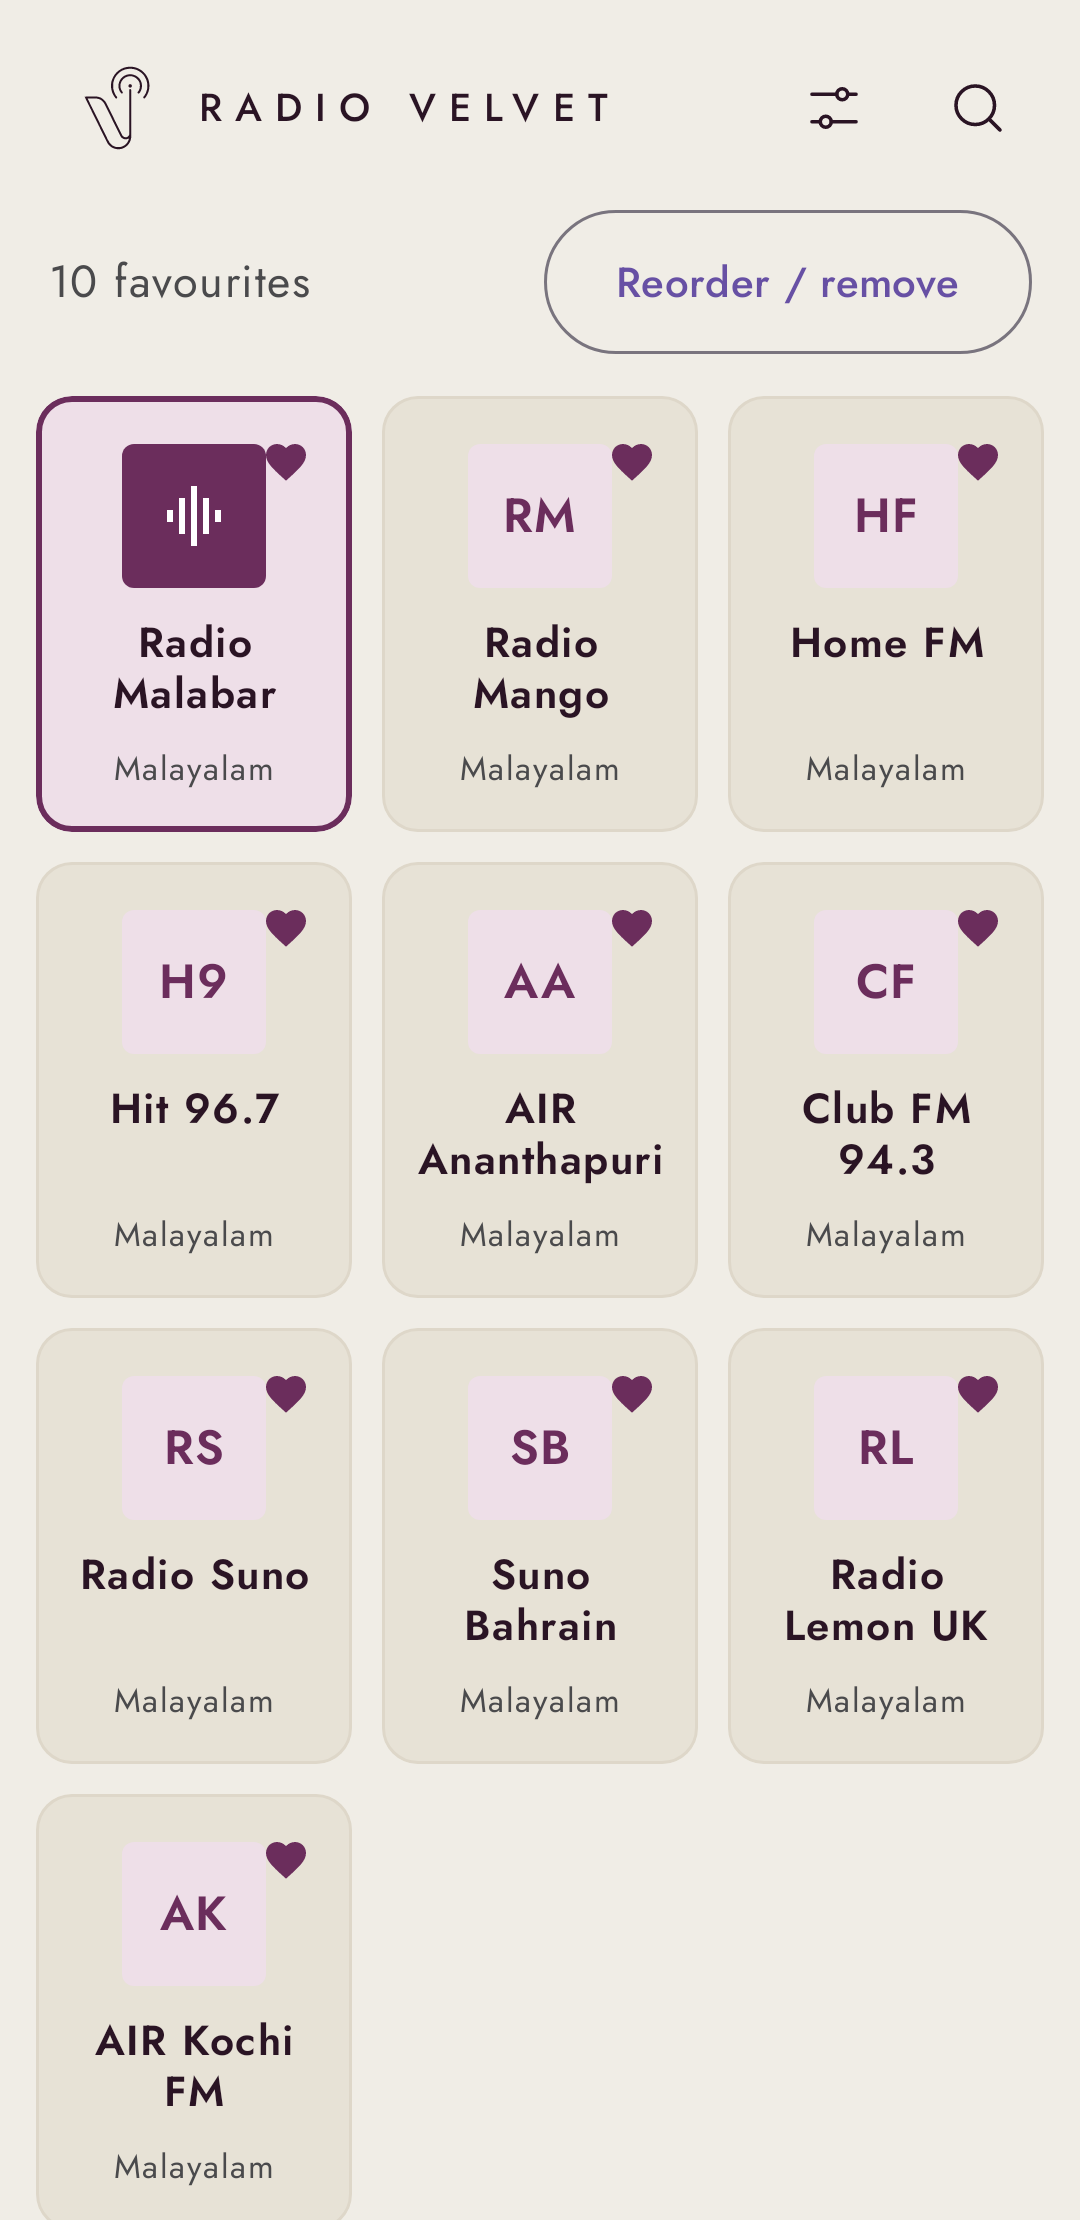 RADIO VELVET
10 favourites
Reorder / remove
Radio
Malabar
Malayalam
RM
Radio
Mango
Malayalam
HF
Home FM
Malayalam
H9
Hit 96.7
Malayalam
AA
AIR
Ananthapuri
Malayalam
CF
Club FM
94.3
Malayalam
RS
Radio Suno
Malayalam
SB
Suno
Bahrain
Malayalam
RL
Radio
Lemon UK
Malayalam
AK
AIR Kochi
FM
Malayalam